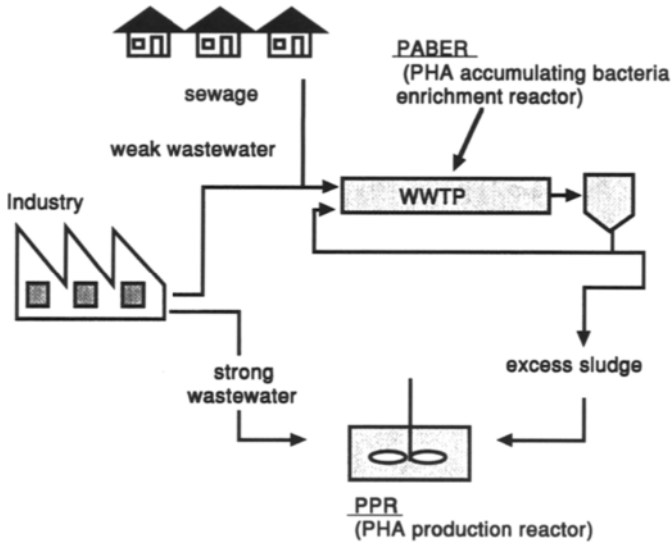 PABER
(PHA accumulating bacteria
enrichment reactor)
sewage
weak wastewater
Industry
WWTP
strong
wastewater
excess sludge
PPR
(PHA production reactor)